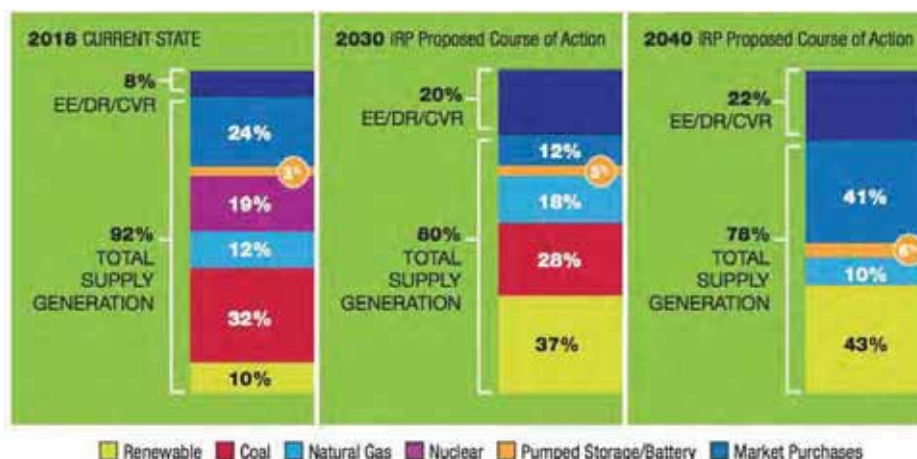 2018 CURRENT STATE
8%
EE/DR/CVR
24%
3%
19%
92%
TOTAL
SUPPLY
GENERATION
12%
32%
10%
2030 IRP Proposed Course of Action
20%
EE/DR/CVR
12%
5%
18%
80%
TOTAL
SUPPLY
GENERATION
28%
37%
2040 IRP Proposed Course of Action
22%
EE/DR/CVR
41%
78%
TOTAL
SUPPLY
GENERATION
6%
10%
43%
Renewable Coal Natural Gas Nuclear Pumped Storage/Battery Market Purchases